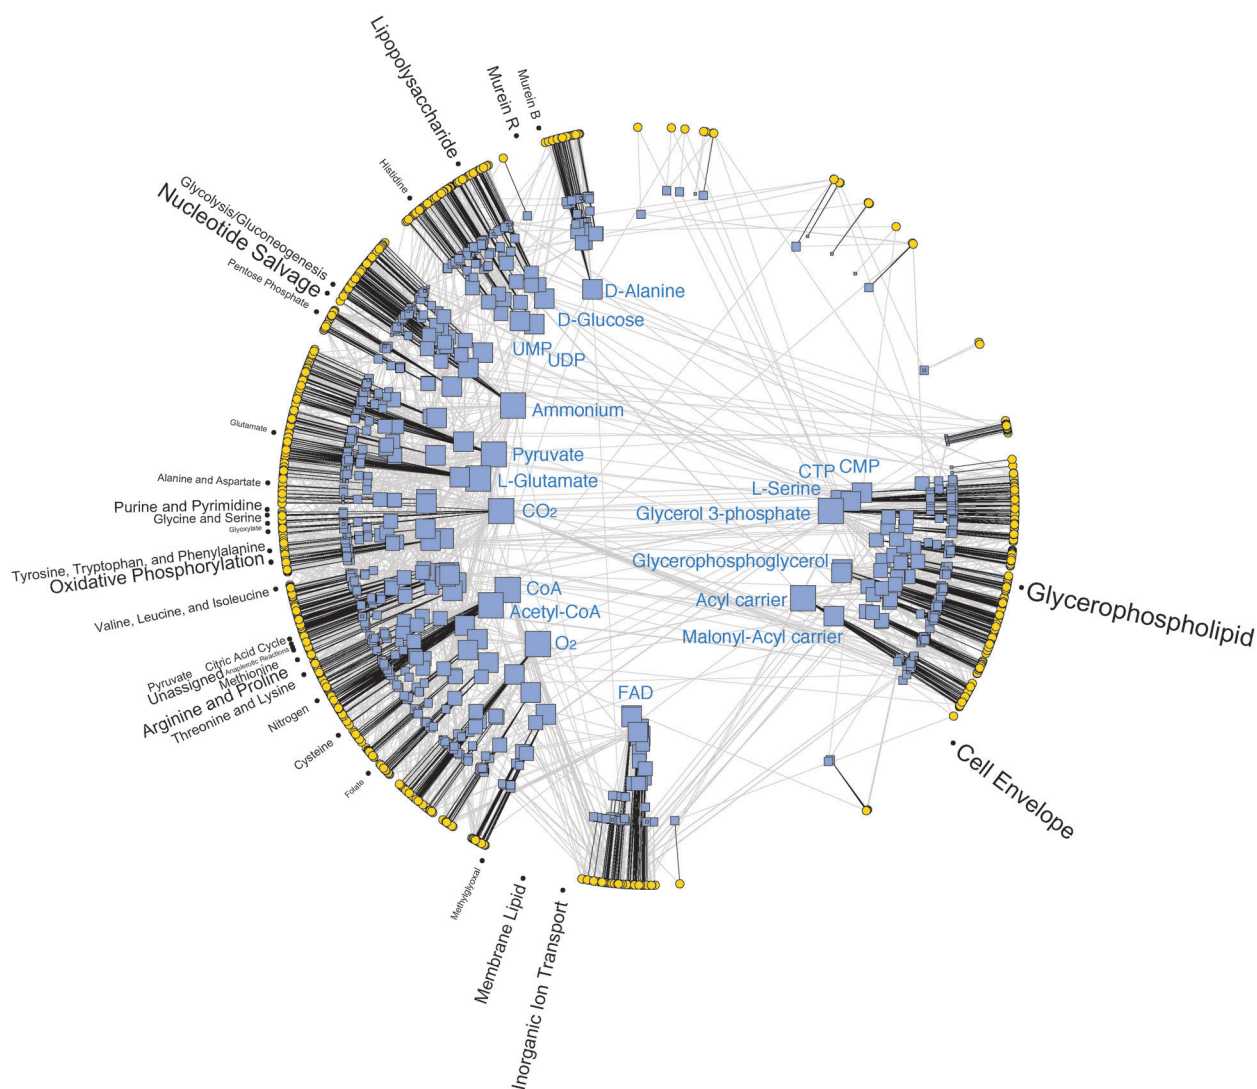 Lipopolysaccharide
Murein R
Murein B
Histidine
Glycolysis/Gluconeogenesis
Nucleotide Salvage
Pentose Phosphate
Glutamate
Alanine and Aspartate
Purine and Pyrimidine
Glycine and Serine
Glyoxylate
Tyrosine, Tryptophan, and Phenylalanine
Oxidative Phosphorylation
Valine, Leucine, and Isoleucine
Citric Acid Cycle
Pyruvate
Anaplerotic Reactions
Unassigned
Methionine
Arginine and Proline
Threonine and Lysine
Nitrogen
Cysteine
Folate
Methylglyoxal
Membrane Lipid
Inorganic Ion Transport
Cell Envelope
Glycerophospholipid
D-Alanine
D-Glucose
UMP
UDP
Ammonium
Pyruvate
L-Glutamate
CO2
CoA
Acetyl-CoA
O2
FAD
CTP
CMP
L-Serine
Glycerol 3-phosphate
Glycerophosphoglycerol
Acyl carrier
Malonyl-Acyl carrier